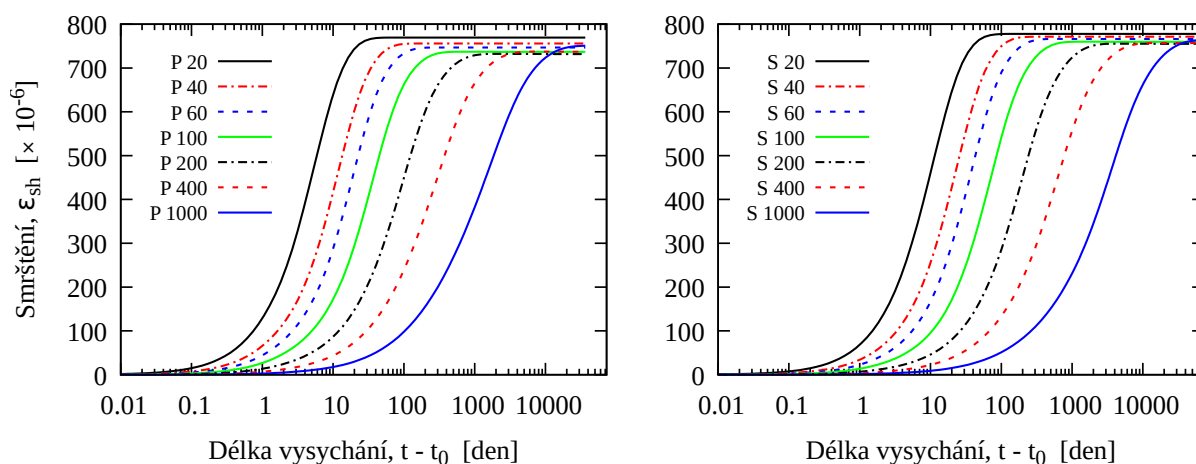 Smrštění, εsh [× 10-6]
800
700
600
500
400
300
200
100
0
P 20
P 40
P 60
P 100
P 200
P 400
P 1000
0.01 0.1 1 10 100 1000 10000
Délka vysychání, t - t0 [den]
800
700
600
500
400
300
200
100
0
S 20
S 40
S 60
S 100
S 200
S 400
S 1000
0.01 0.1 1 10 100 1000 10000
Délka vysychání, t - t0 [den]